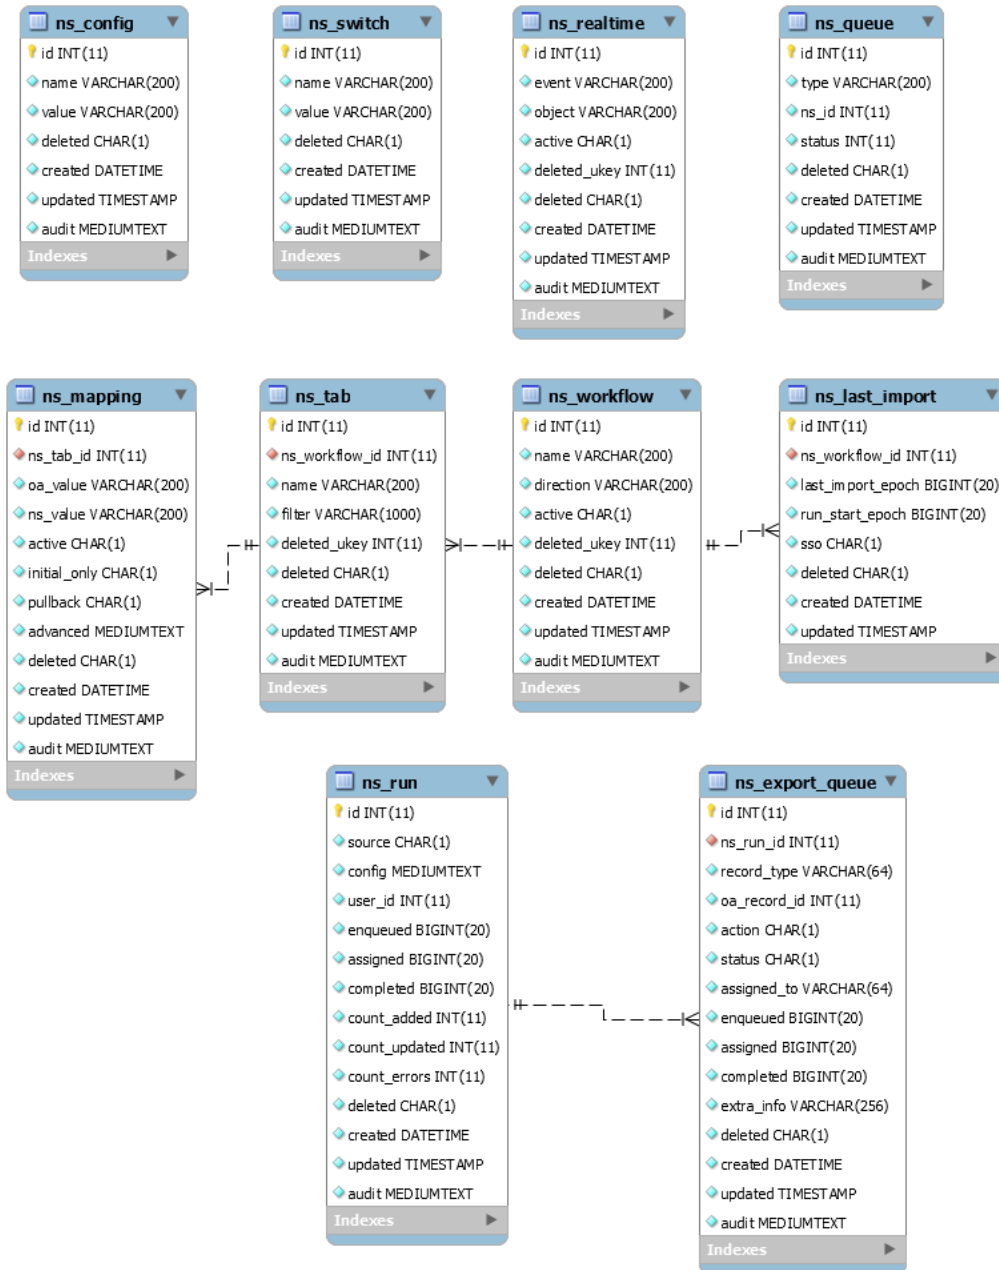 ns_config
id INT(11)
name VARCHAR(200)
value VARCHAR(200)
deleted CHAR(1)
created DATETIME
updated TIMESTAMP
audit MEDIUMTEXT
Indexes
ns_switch
id INT(11)
name VARCHAR(200)
value VARCHAR(200)
deleted CHAR(1)
created DATETIME
updated TIMESTAMP
audit MEDIUMTEXT
Indexes
ns_realtime
id INT(11)
event VARCHAR(200)
object VARCHAR(200)
active CHAR(1)
deleted_ukey INT(11)
deleted CHAR(1)
created DATETIME
updated TIMESTAMP
audit MEDIUMTEXT
Indexes
ns_queue
id INT(11)
type VARCHAR(200)
ns_id INT(11)
status INT(11)
deleted CHAR(1)
created DATETIME
updated TIMESTAMP
audit MEDIUMTEXT
Indexes
ns_mapping
id INT(11)
ns_tab_id INT(11)
oa_value VARCHAR(200)
ns_value VARCHAR(200)
active CHAR(1)
initial_only CHAR(1)
pullback CHAR(1)
advanced MEDIUMTEXT
deleted CHAR(1)
created DATETIME
updated TIMESTAMP
audit MEDIUMTEXT
Indexes
ns_tab
id INT(11)
ns_workflow_id INT(11)
name VARCHAR(200)
filter VARCHAR(1000)
deleted_ukey INT(11)
deleted CHAR(1)
created DATETIME
updated TIMESTAMP
audit MEDIUMTEXT
Indexes
ns_workflow
id INT(11)
name VARCHAR(200)
direction VARCHAR(200)
active CHAR(1)
deleted_ukey INT(11)
deleted CHAR(1)
created DATETIME
updated TIMESTAMP
audit MEDIUMTEXT
Indexes
ns_last_import
id INT(11)
ns_workflow_id INT(11)
last_import_epoch BIGINT(20)
run_start_epoch BIGINT(20)
sso CHAR(1)
deleted CHAR(1)
created DATETIME
updated TIMESTAMP
Indexes
ns_run
id INT(11)
source CHAR(1)
config MEDIUMTEXT
user_id INT(11)
enqueued BIGINT(20)
assigned BIGINT(20)
completed BIGINT(20)
count_added INT(11)
count_updated INT(11)
count_errors INT(11)
deleted CHAR(1)
created DATETIME
updated TIMESTAMP
audit MEDIUMTEXT
Indexes
ns_export_queue
id INT(11)
ns_run_id INT(11)
record_type VARCHAR(64)
oa_record_id INT(11)
action CHAR(1)
status CHAR(1)
assigned_to VARCHAR(64)
enqueued BIGINT(20)
assigned BIGINT(20)
completed BIGINT(20)
extra_info VARCHAR(256)
deleted CHAR(1)
created DATETIME
updated TIMESTAMP
audit MEDIUMTEXT
Indexes